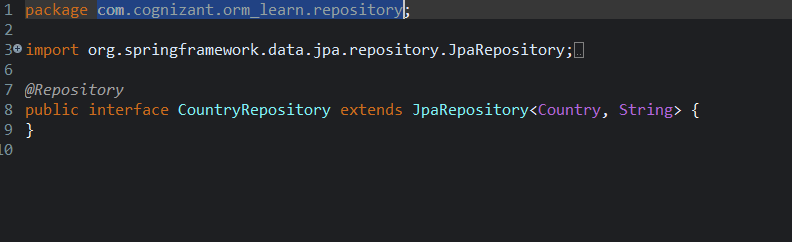 1 package com.cognizant.orm_learn.repository;
2
3 import org.springframework.data.jpa.repository.JpaRepository;
6
7 @Repository
8 public interface CountryRepository extends JpaRepository<Country, String> {
9 }
10